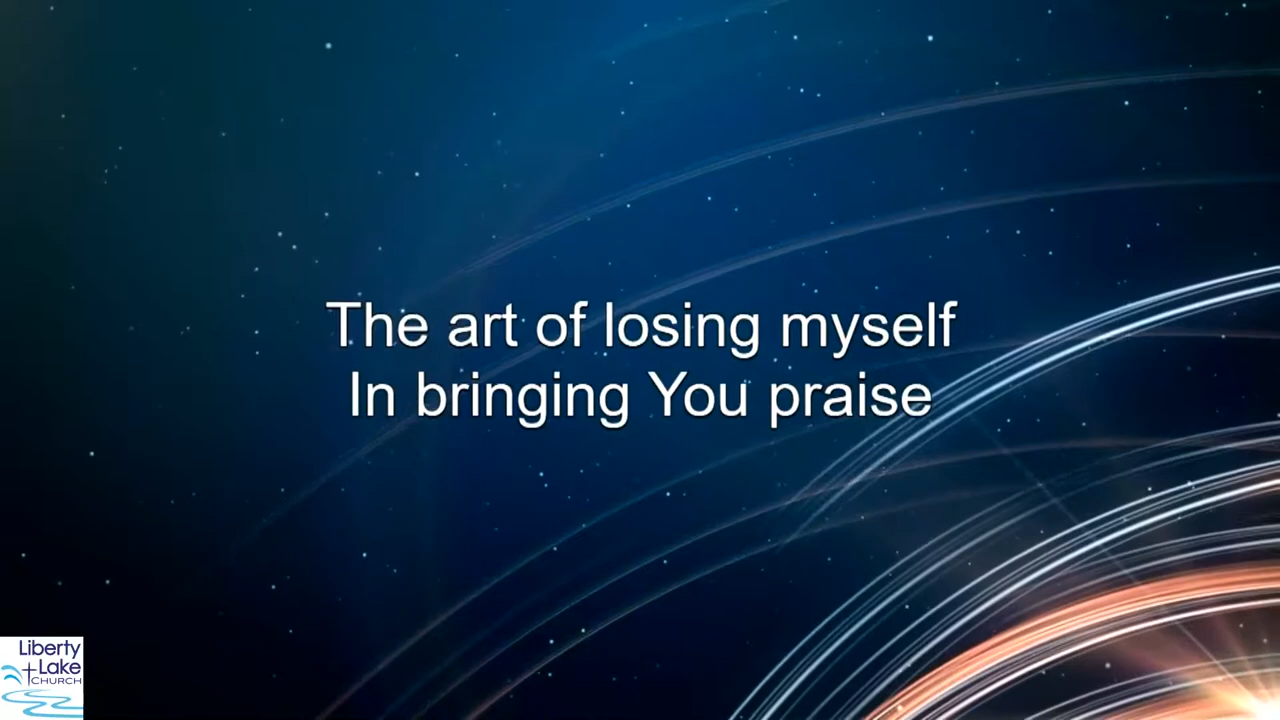 The art of losing myself
In bringing You praise
Liberty
Lake
CHURCH